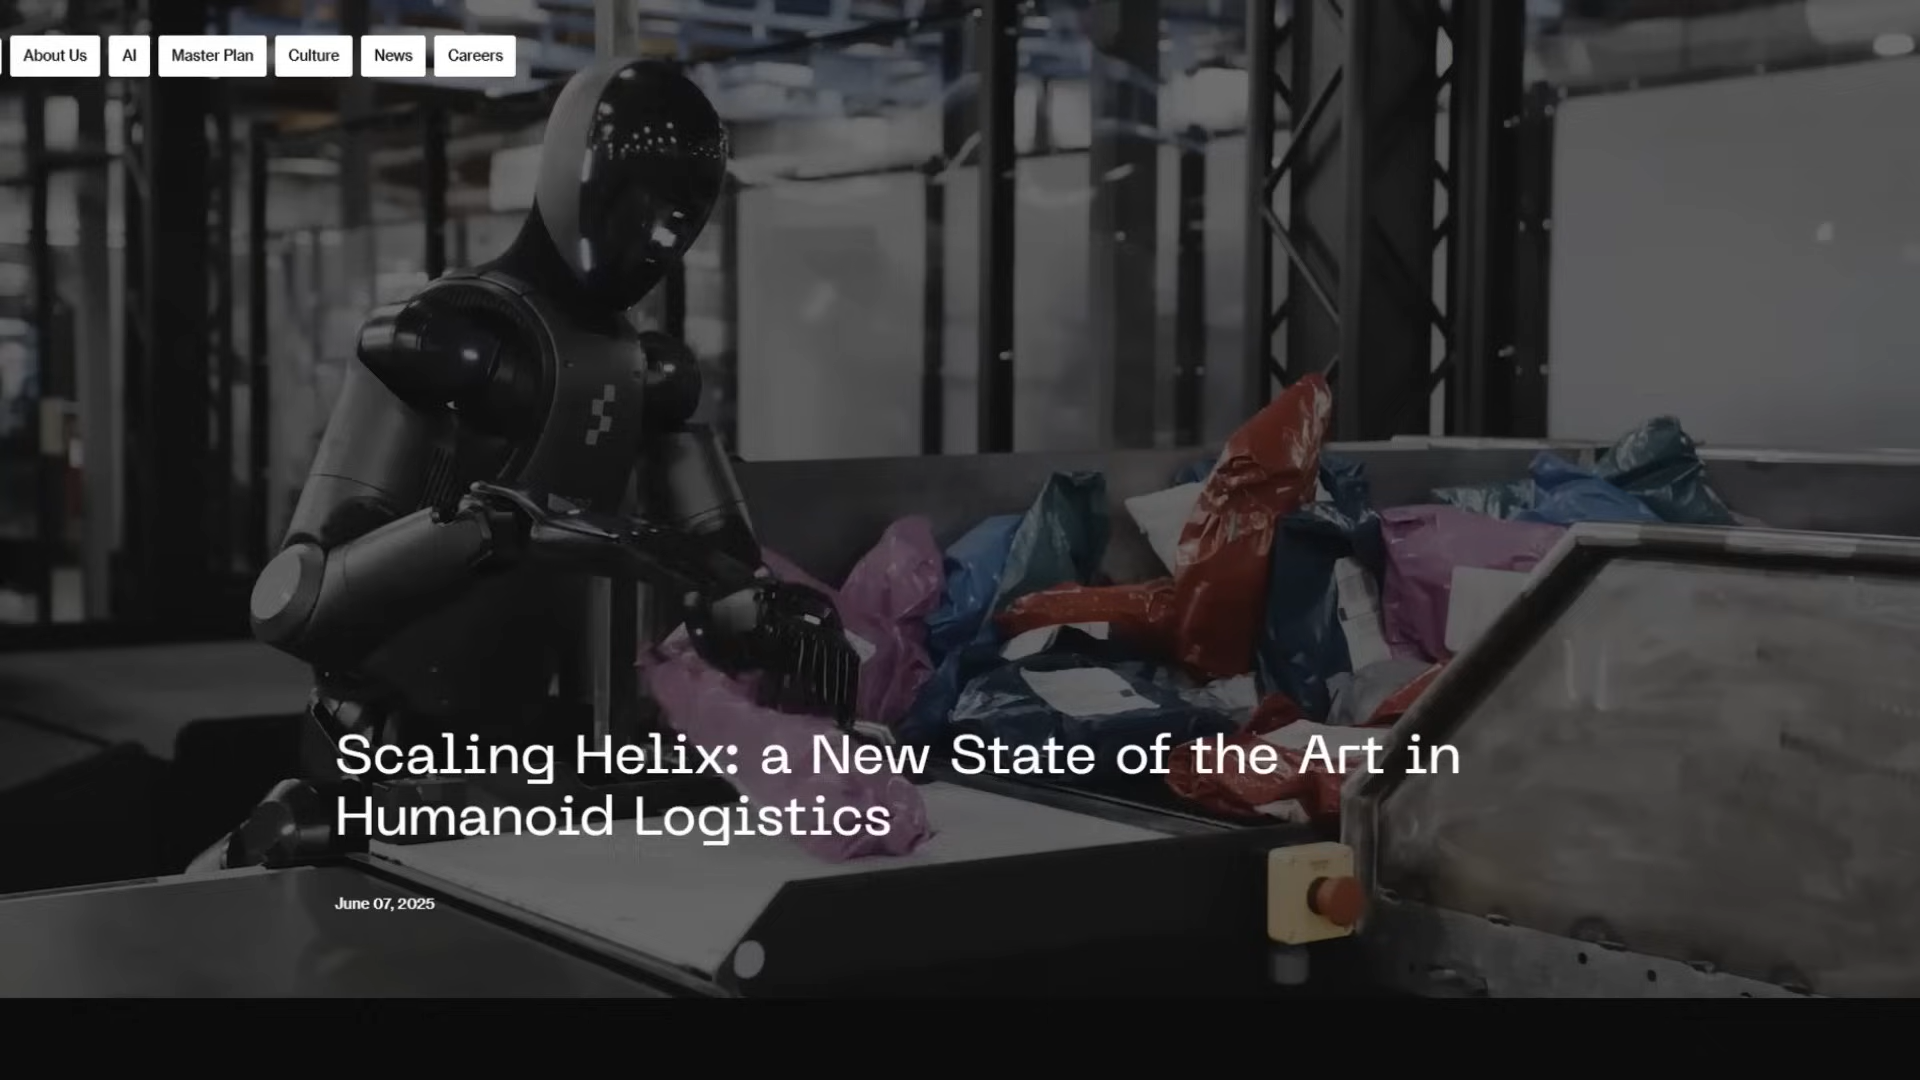 About Us
AI
Master Plan
Culture
News
Careers
Scaling Helix: a New State of the Art in
Humanoid Logistics
June 07, 2025